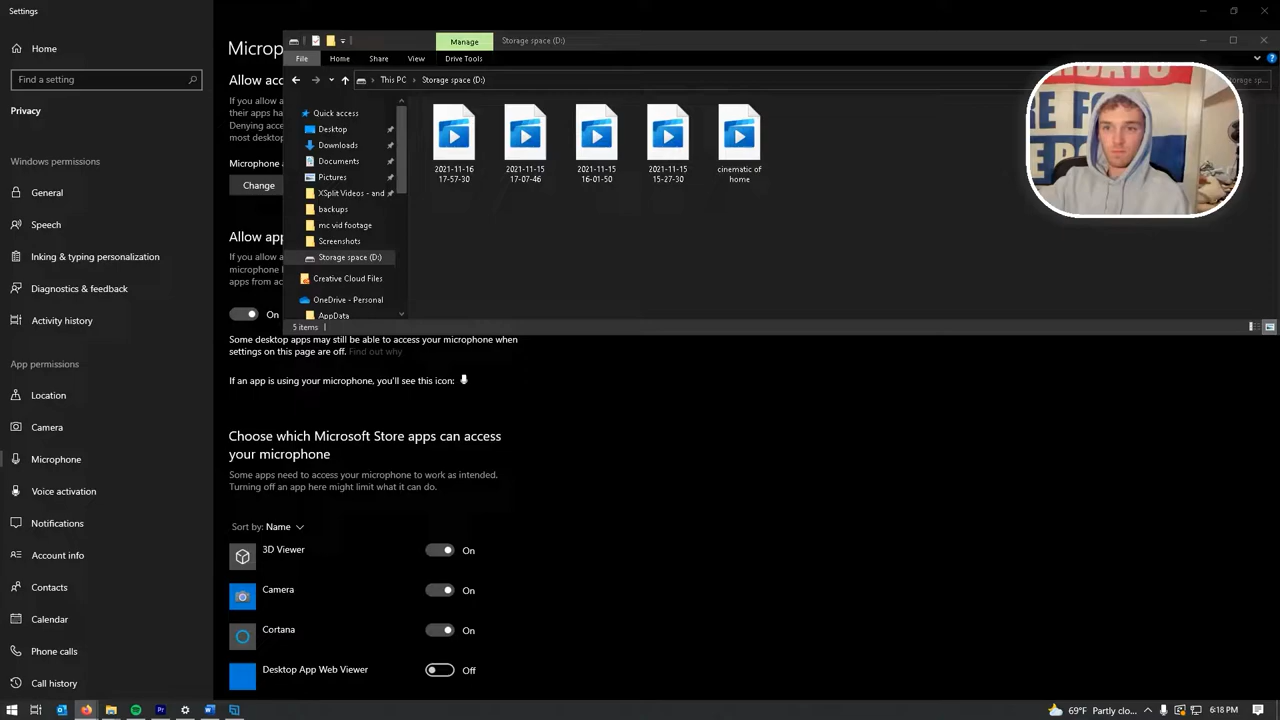 Settings
Home
Find a setting
Privacy
Windows permissions
General
Speech
Inking & typing personalization
Diagnostics & feedback
Activity history
App permissions
Location
Camera
Microphone
Voice activation
Notifications
Account info
Contacts
Calendar
Phone calls
Call history
Microp
Allow acc
If you allow a
their apps ha
Denying acce
most desktop
Microphone a
Change
Allow app
If you allow a
microphone
apps from ac
On
Some desktop apps may still be able to access your microphone when
settings on this page are off. Find out why
If an app is using your microphone, you'll see this icon:
Choose which Microsoft Store apps can access
your microphone
Some apps need to access your microphone to work as intended.
Turning off an app here might limit what it can do.
Sort by: Name
3D Viewer On
Camera On
Cortana On
Desktop App Web Viewer Off
Manage Storage space (D:)
File Home Share View Drive Tools
This PC Storage space (D:)
Quick access
Desktop
Downloads
Documents
Pictures
XSplit Videos - and
backups
mc vid footage
Screenshots
Storage space (D:)
Creative Cloud Files
OneDrive - Personal
AppData
2021-11-16
17-57-30
2021-11-15
17-07-46
2021-11-15
16-01-50
2021-11-15
15-27-30
cinematic of
home
5 items
RE FO
69°F Partly clo...
6:18 PM